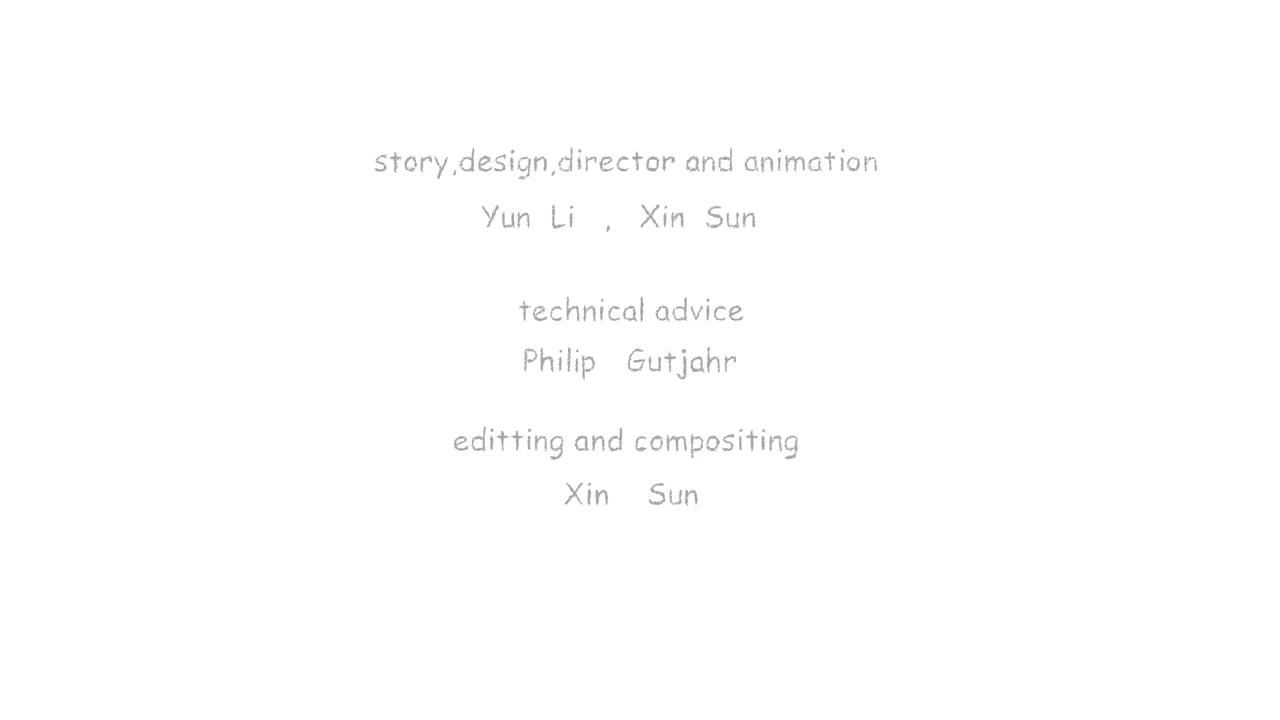 story,design,director and animation
Yun Li , Xin Sun
technical advice
Philip Gutjahr
editting and compositing
Xin Sun